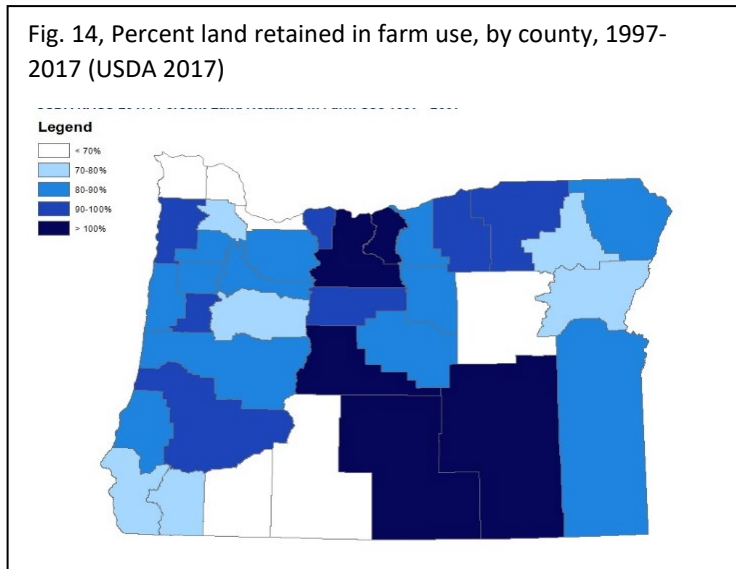 Fig. 14, Percent land retained in farm use, by county, 1997-
2017 (USDA 2017)
Legend
< 70%
70-80%
80-90%
90-100%
> 100%